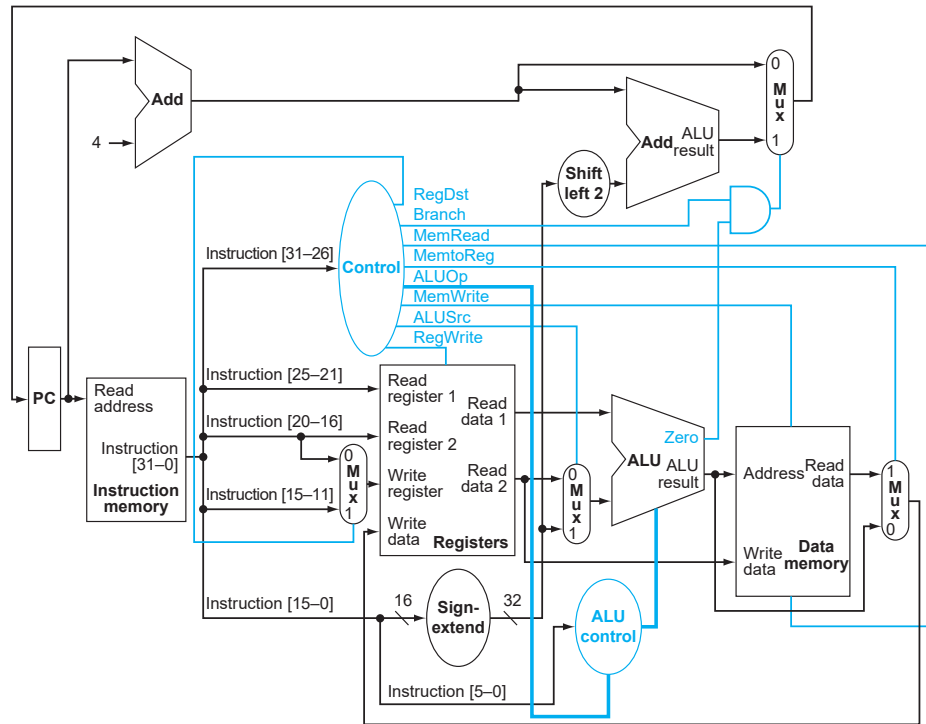 0
M
u
x
1
Add
4
Add
ALU
result
Shift
left 2
RegDst
Branch
MemRead
MemtoReg
ALUOp
MemWrite
ALUSrc
RegWrite
Control
Instruction [31–26]
Instruction [25–21]
Instruction [20–16]
Instruction [15–11]
Instruction [15–0]
Instruction [5–0]
PC
Read
address
Instruction
[31–0]
Instruction
memory
0
M
u
x
1
Read
register 1
Read
register 2
Write
register
Write
data
Read
data 1
Read
data 2
Registers
0
M
u
x
1
Zero
ALU
ALU
result
Address
Read
data
Write
data
Data
memory
1
M
u
x
0
16
Sign-
extend
32
ALU
control